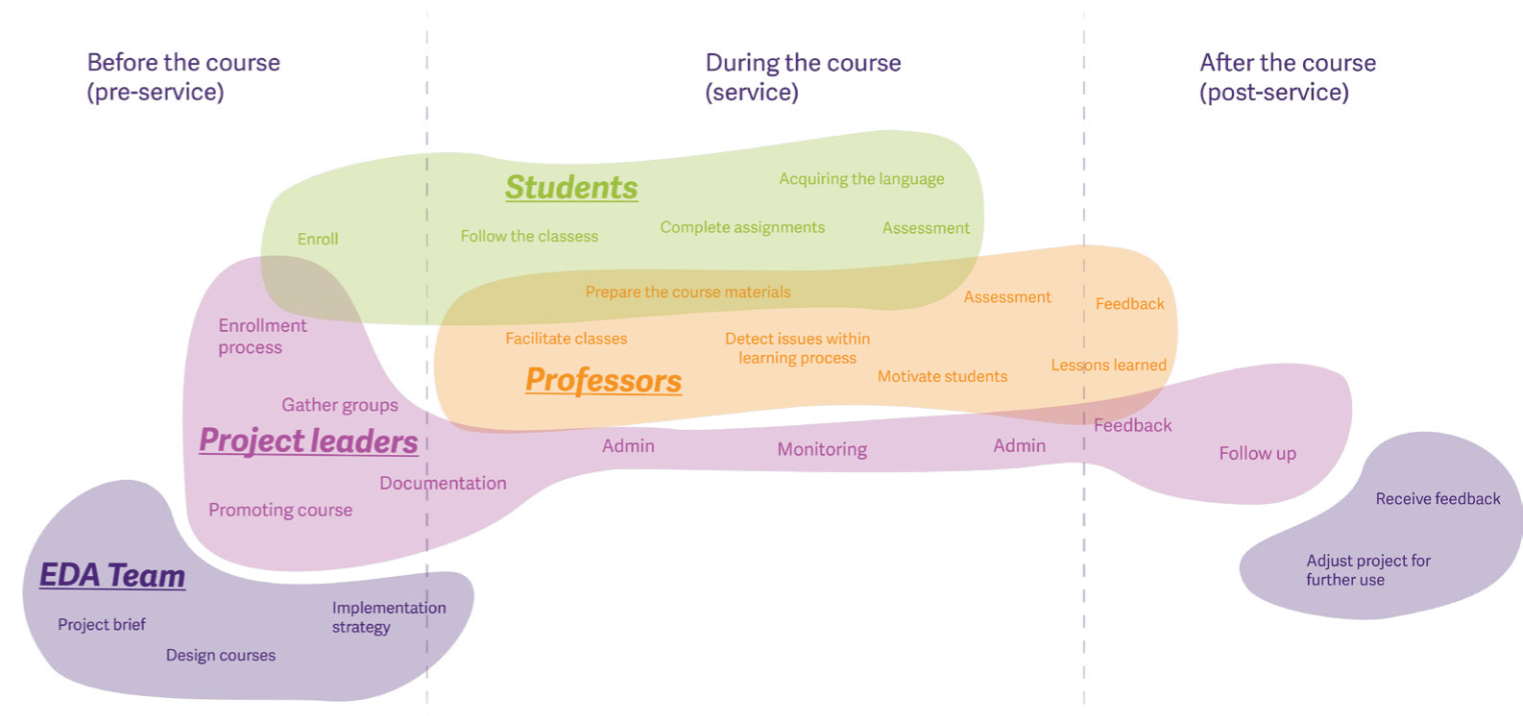 Before the course
(pre-service)
During the course
(service)
After the course
(post-service)
Students
Acquiring the language
Enroll
Follow the classess
Complete assignments
Assessment
Prepare the course materials
Assessment
Feedback
Facilitate classes
Detect issues within
learning process
Motivate students
Lessons learned
Professors
Enrollment
process
Gather groups
Project leaders
Documentation
Promoting course
Admin
Monitoring
Admin
Feedback
Follow up
EDA Team
Project brief
Design courses
Implementation
strategy
Receive feedback
Adjust project for
further use